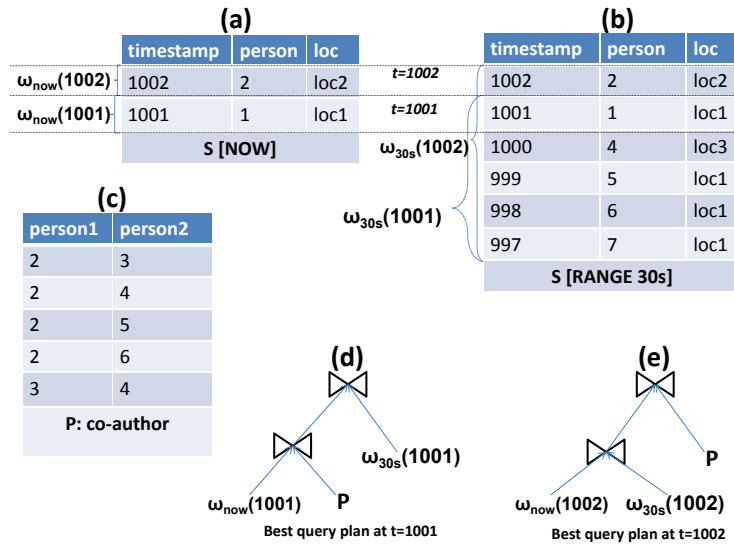 (a)
timestamp person loc
ωnow(1002) 1002 2 loc2
ωnow(1001) 1001 1 loc1
S [NOW]
t=1002
t=1001
(b)
timestamp person loc
1002 2 loc2
1001 1 loc1
1000 4 loc3
999 5 loc1
998 6 loc1
997 7 loc1
S [RANGE 30s]
ω30s(1002)
ω30s(1001)
(c)
person1 person2
2 3
2 4
2 5
2 6
3 4
P: co-author
(d)
ω30s(1001)
ωnow(1001) P
Best query plan at t=1001
(e)
P
ωnow(1002) ω30s(1002)
Best query plan at t=1002